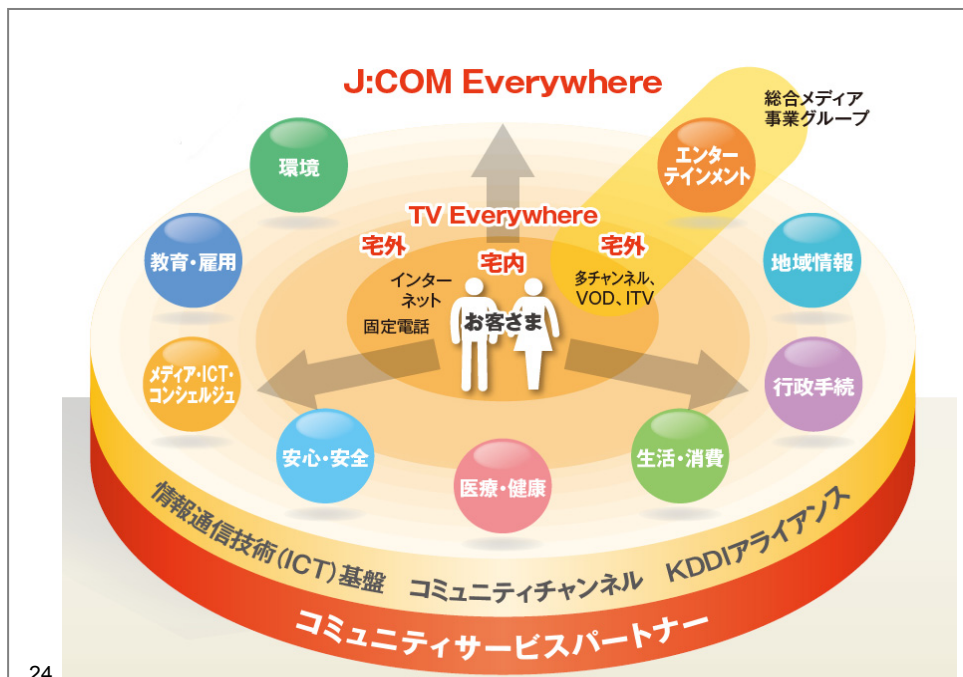 J:COM Everywhere
総合メディア
事業グループ
環境
エンター
テインメント
TV Everywhere
宅外
宅内
宅外
教育・雇用
地域情報
インター
ネット
多チャンネル、
VOD、ITV
固定電話
お客さま
メディア・ICT・
コンシェルジュ
行政手続
安心・安全
生活・消費
医療・健康
情報通信技術(ICT)基盤
コミュニティチャンネル
KDDIアライアンス
コミュニティサービスパートナー
24